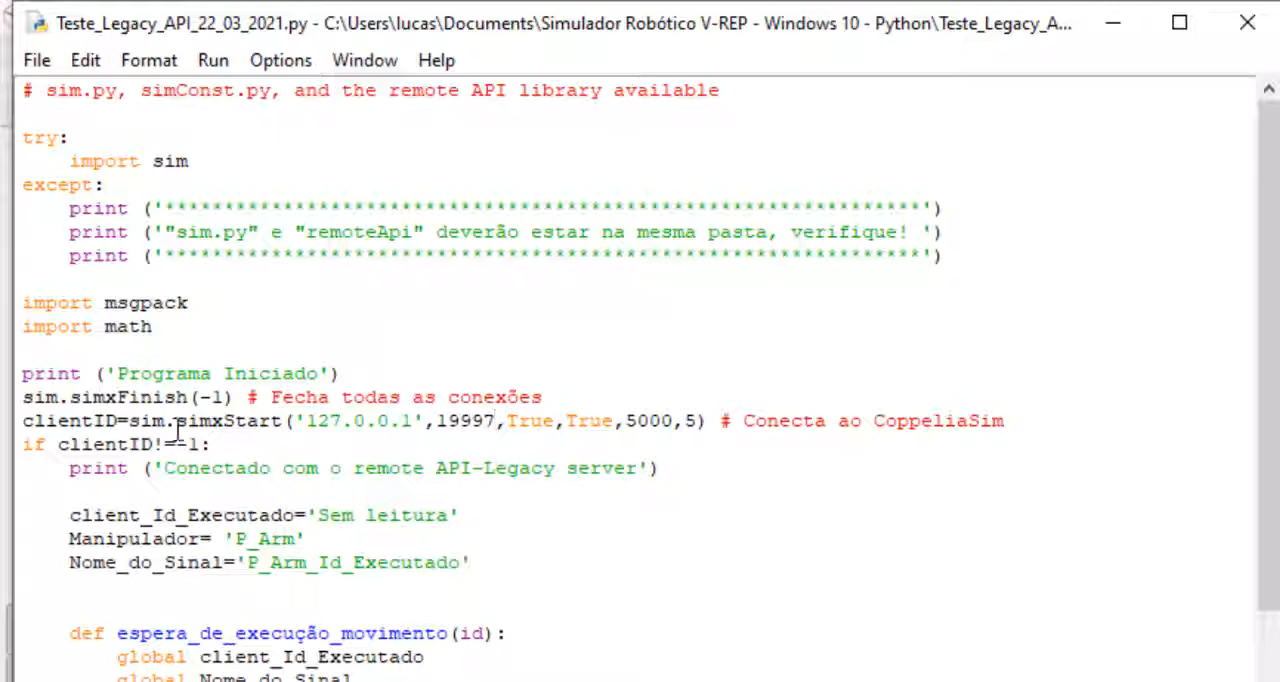 Teste_Legacy_API_22_03_2021.py - C:\Users\lucas\Documents\Simulador Robótico V-REP - Windows 10 - Python\Teste_Legacy_A...
File Edit Format Run Options Window Help
# sim.py, simConst.py, and the remote API library available
try:
    import sim
except:
    print ('****************************************************************')
    print ('"sim.py" e "remoteApi" deverão estar na mesma pasta, verifique! ')
    print ('****************************************************************')
import msgpack
import math
print ('Programa Iniciado')
sim.simxFinish(-1) # Fecha todas as conexões
clientID=sim.simxStart('127.0.0.1',19997,True,True,5000,5) # Conecta ao CoppeliaSim
if clientID!=-1:
    print ('Conectado com o remote API-Legacy server')
    client_Id_Executado='Sem leitura'
    Manipulador= 'P_Arm'
    Nome_do_Sinal='P_Arm_Id_Executado'
    def espera_de_execução_movimento(id):
        global client_Id_Executado
        global Nome_do_Sinal